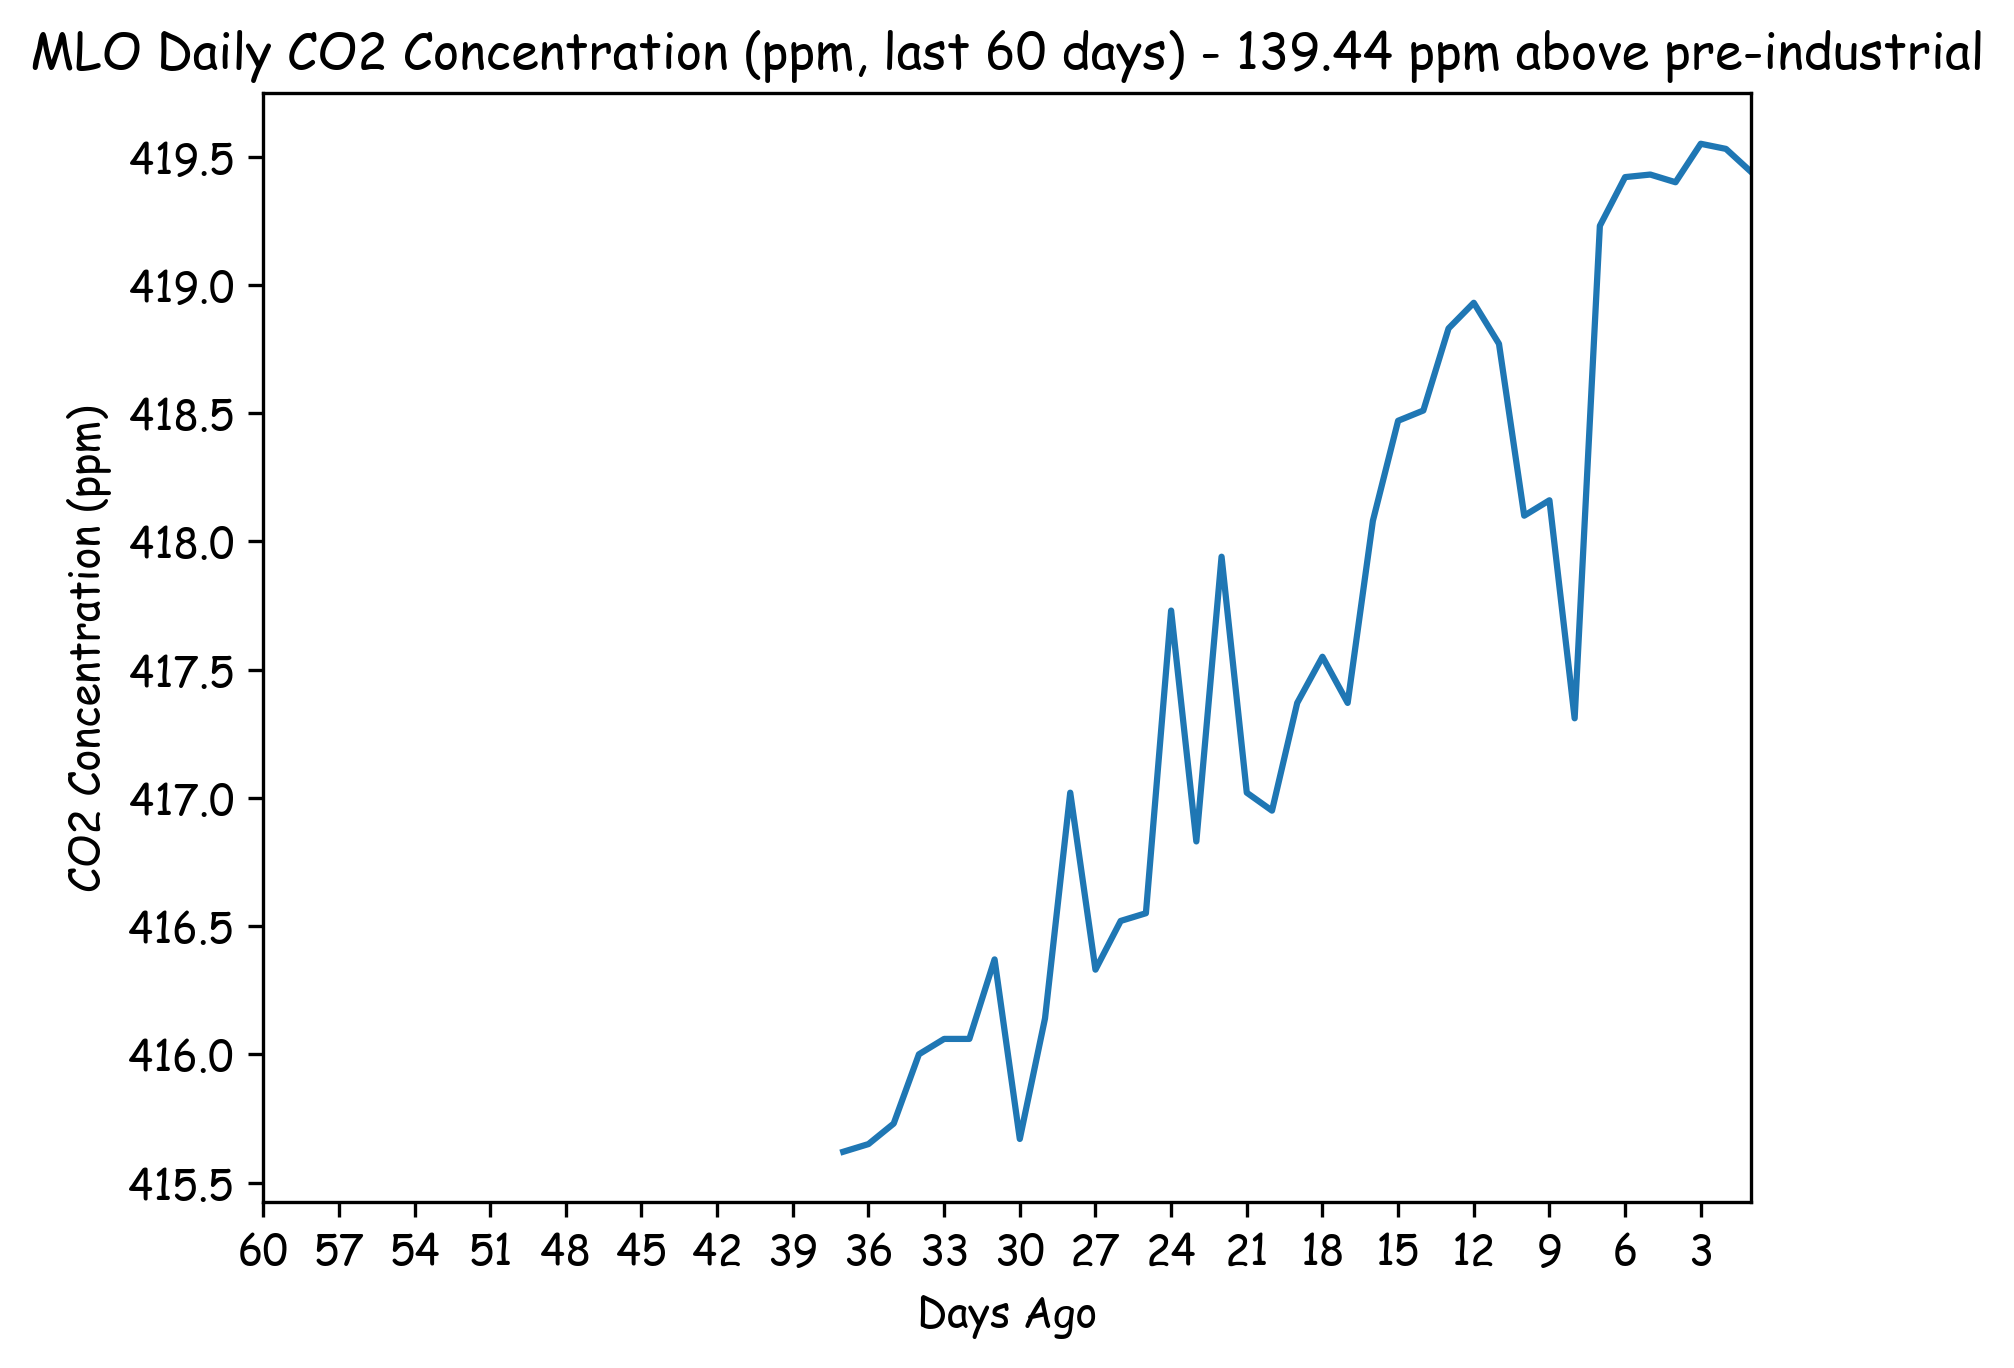 MLO Daily CO2 Concentration (ppm, last 60 days) - 139.44 ppm above pre-industrial
419.5
419.0
418.5
418.0
417.5
417.0
416.5
416.0
415.5
CO2 Concentration (ppm)
60 57 54 51 48 45 42 39 36 33 30 27 24 21 18 15 12 9 6 3
Days Ago